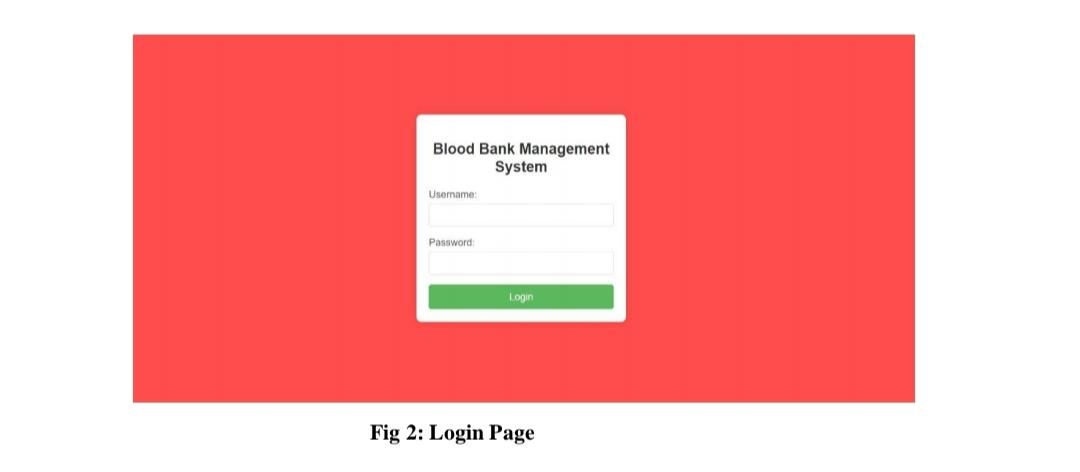 Blood Bank Management
System
Username:
Password:
Login
Fig 2: Login Page